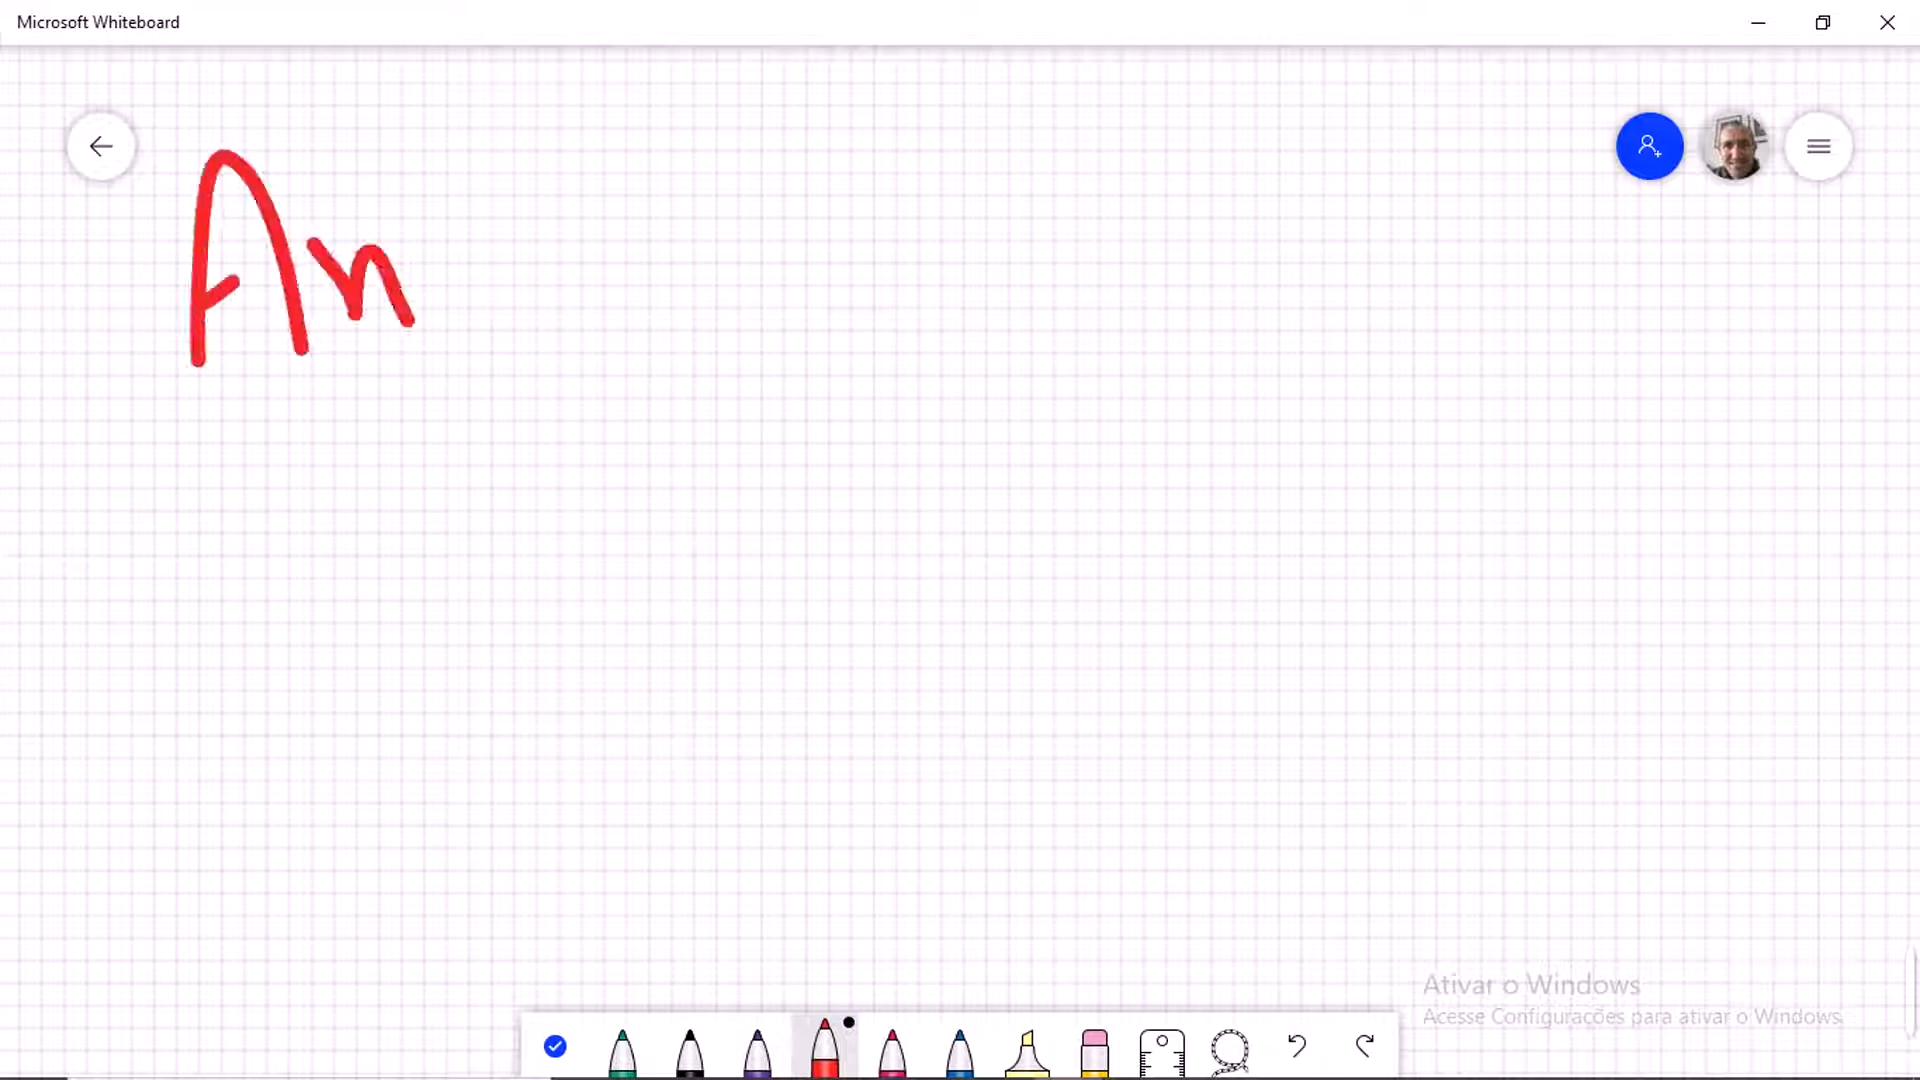 Microsoft Whiteboard
An
Ativar o Windows
Acesse Configurações para ativar o Windows.